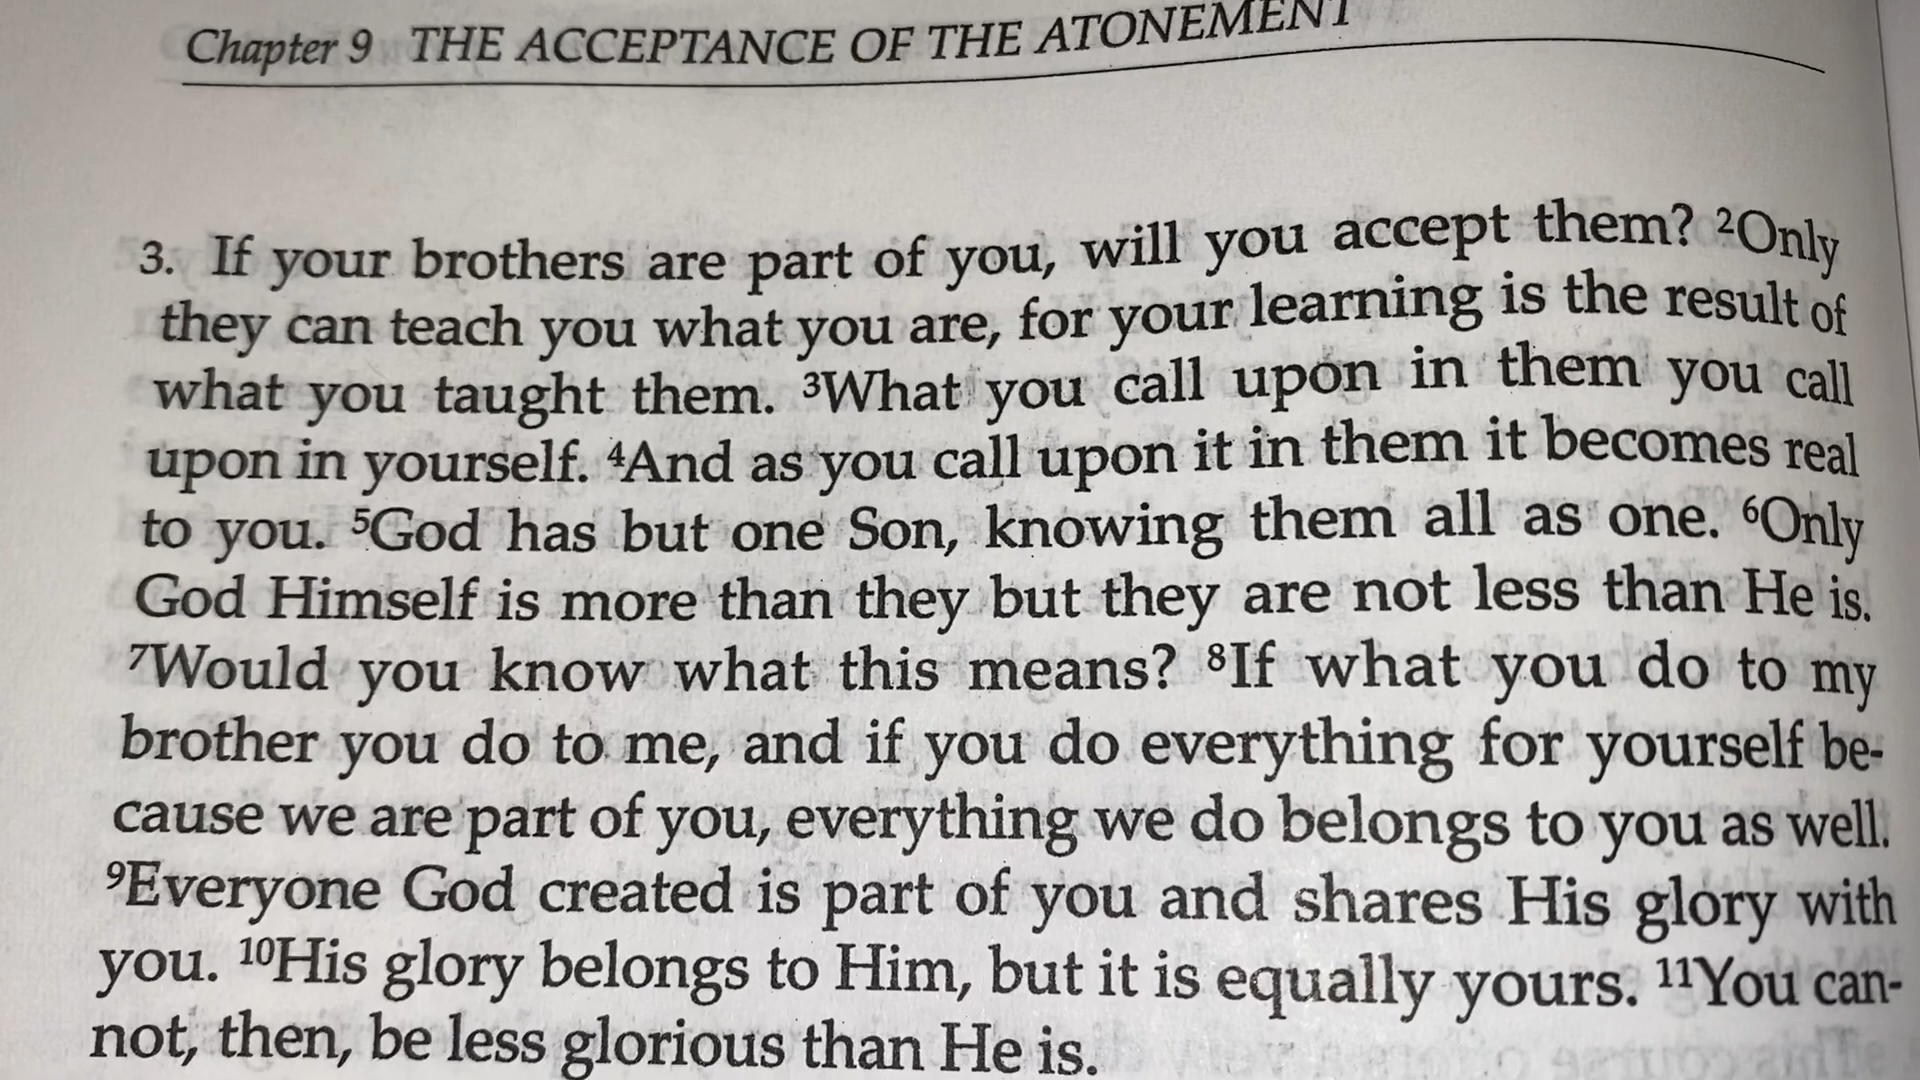 Chapter 9 THE ACCEPTANCE OF THE ATONEMENT
3. If your brothers are part of you, will you accept them? ²Only
they can teach you what you are, for your learning is the result of
what you taught them. ³What you call upon in them you call
upon in yourself. ⁴And as you call upon it in them it becomes real
to you. ⁵God has but one Son, knowing them all as one. ⁶Only
God Himself is more than they but they are not less than He is.
⁷Would you know what this means? ⁸If what you do to my
brother you do to me, and if you do everything for yourself be-
cause we are part of you, everything we do belongs to you as well.
⁹Everyone God created is part of you and shares His glory with
you. ¹⁰His glory belongs to Him, but it is equally yours. ¹¹You can-
not, then, be less glorious than He is.